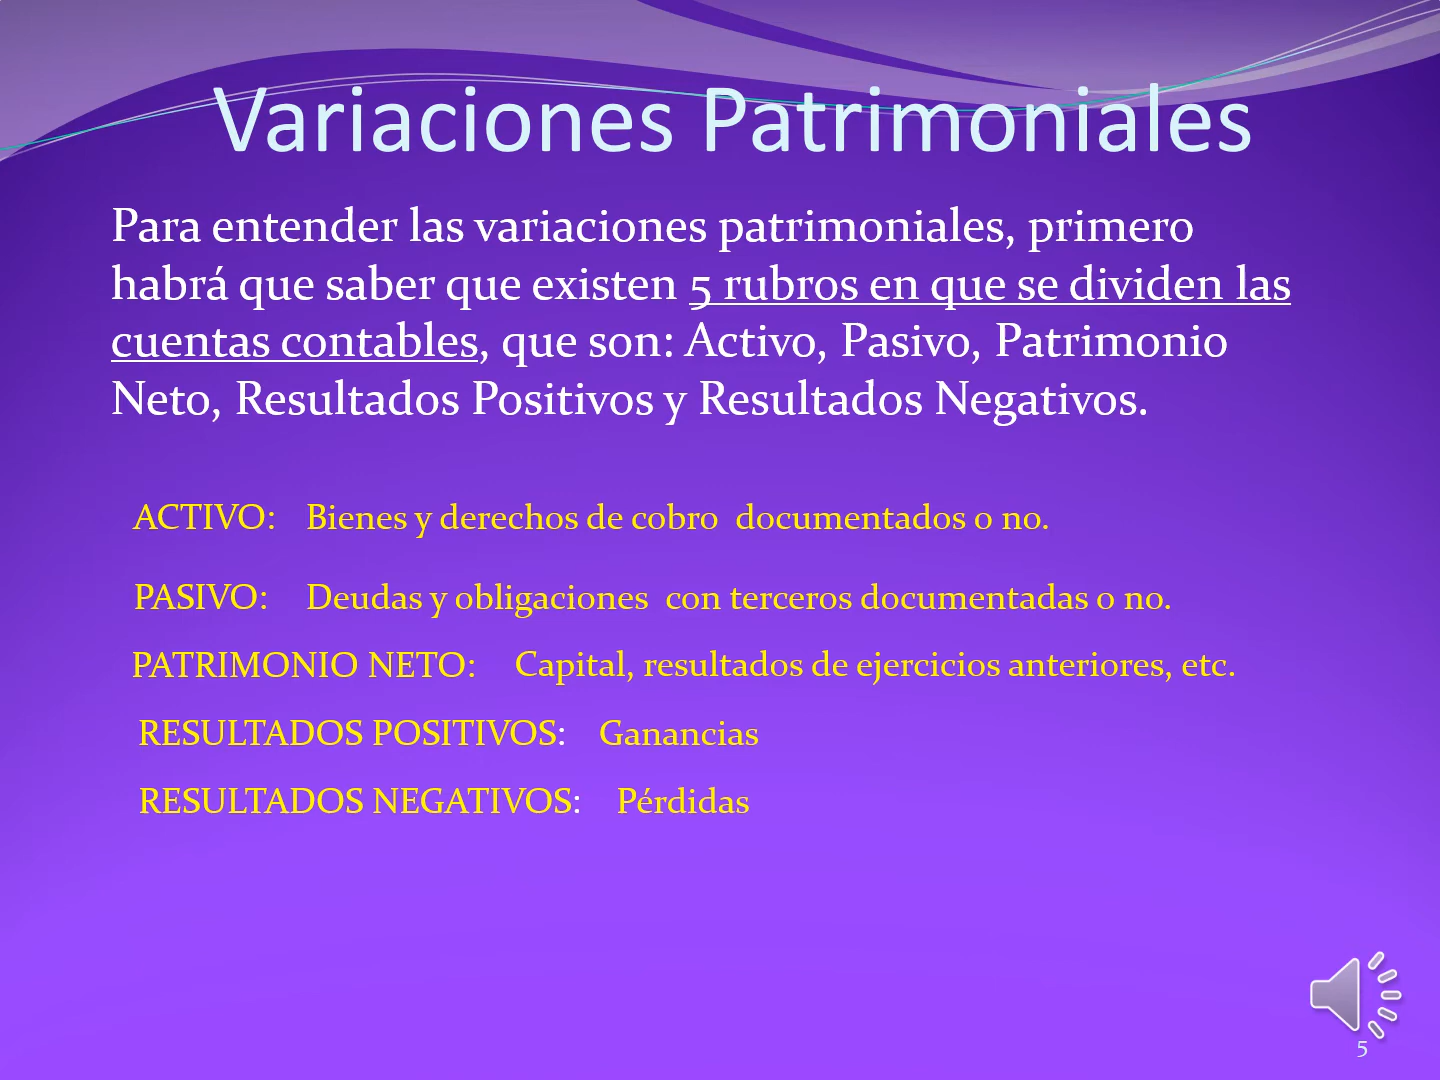 Variaciones Patrimoniales
Para entender las variaciones patrimoniales, primero
habrá que saber que existen 5 rubros en que se dividen las
cuentas contables, que son: Activo, Pasivo, Patrimonio
Neto, Resultados Positivos y Resultados Negativos.
ACTIVO: Bienes y derechos de cobro documentados o no.
PASIVO: Deudas y obligaciones con terceros documentadas o no.
PATRIMONIO NETO: Capital, resultados de ejercicios anteriores, etc.
RESULTADOS POSITIVOS: Ganancias
RESULTADOS NEGATIVOS: Pérdidas
5